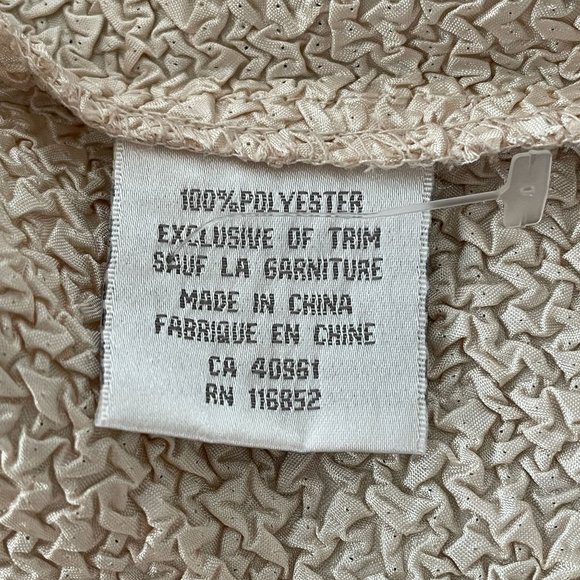 100%POLYESTER
EXCLUSIVE OF TRIM
SAUF LA GARNITURE
MADE IN CHINA
FABRIQUE EN CHINE
CA 40961
RN 116852